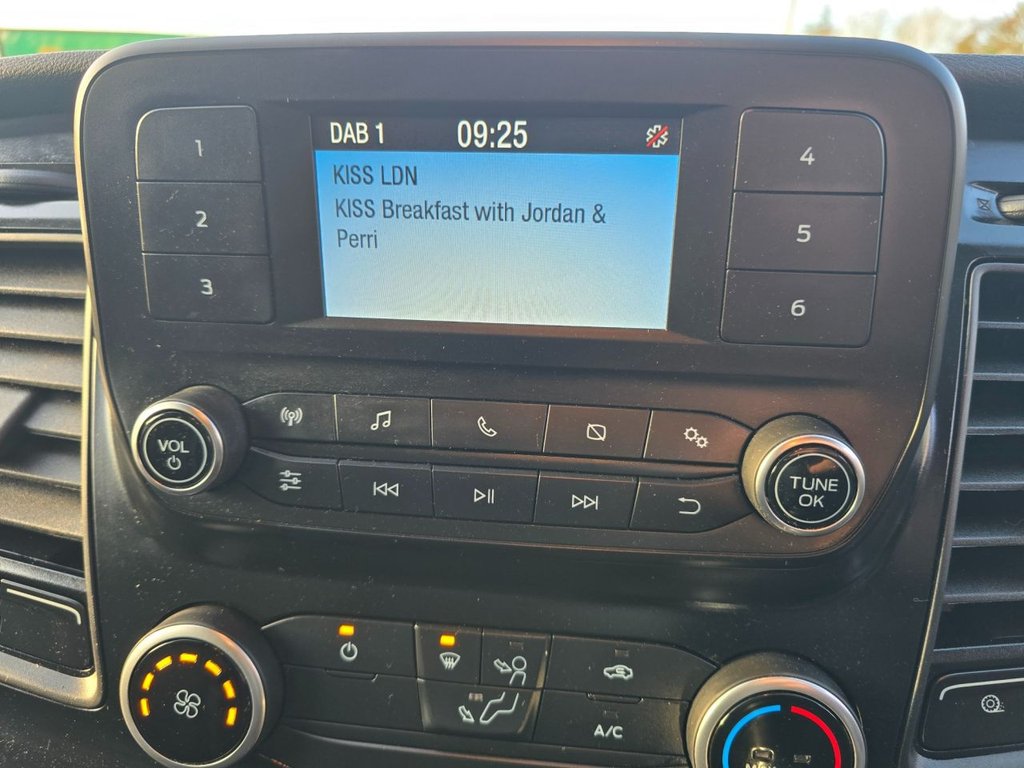 DAB 1 09:25
KISS LDN
KISS Breakfast with Jordan &
Perri
1
2
3
4
5
6
VOL
TUNE
OK
A/C